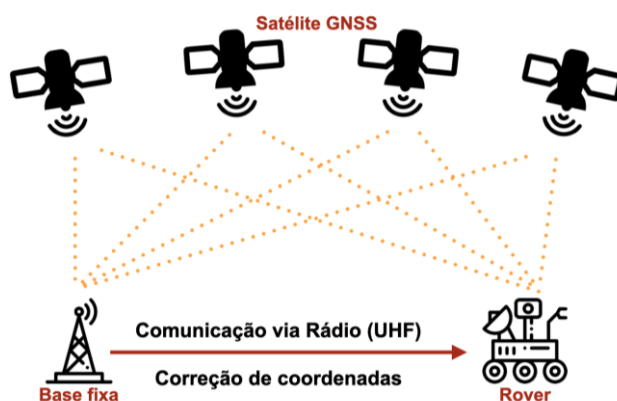 Satélite GNSS
Comunicação via Rádio (UHF)
Correção de coordenadas
Base fixa
Rover